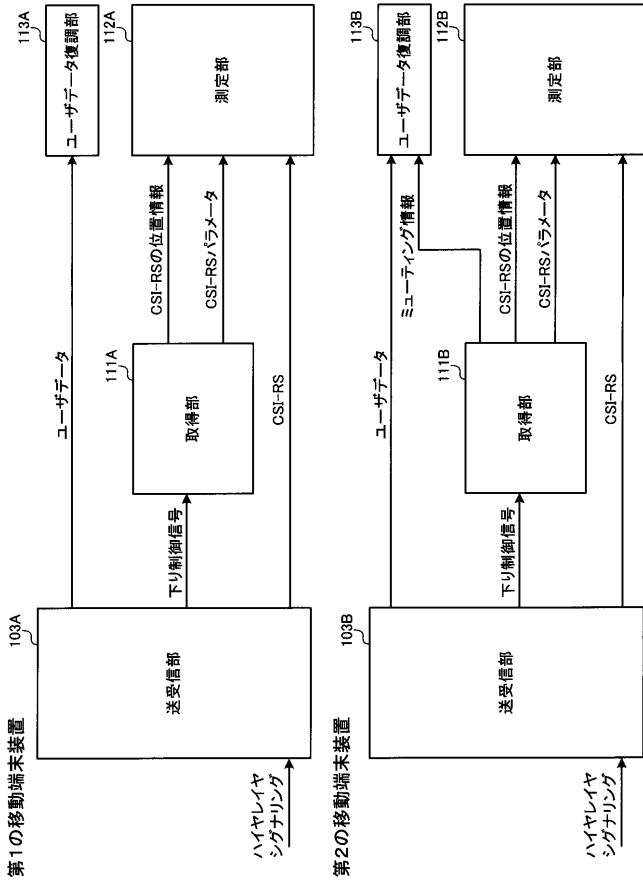 第1の移動端末装置
ハイヤレイヤ
シグナリング
103A
送受信部
ユーザデータ
下り制御信号
CSI-RS
111A
取得部
CSI-RSの位置情報
CSI-RSパラメータ
113A
ユーザデータ復調部
112A
測定部
第2の移動端末装置
ハイヤレイヤ
シグナリング
103B
送受信部
ユーザデータ
下り制御信号
CSI-RS
111B
取得部
ミューティング情報
CSI-RSの位置情報
CSI-RSパラメータ
113B
ユーザデータ復調部
112B
測定部